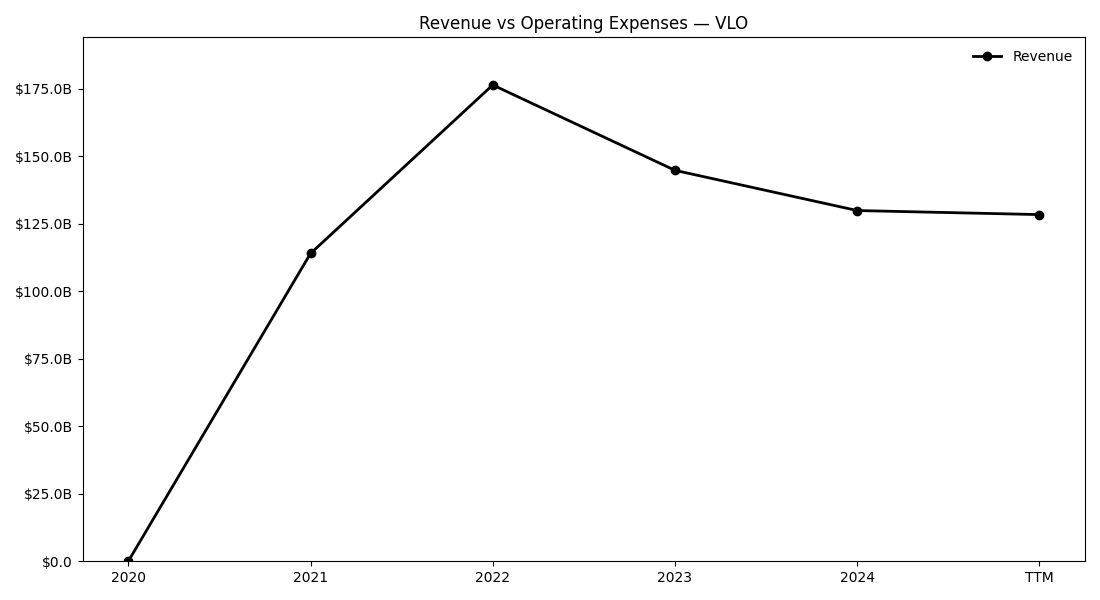 Revenue vs Operating Expenses — VLO
Revenue
$175.0B
$150.0B
$125.0B
$100.0B
$75.0B
$50.0B
$25.0B
$0.0
2020 2021 2022 2023 2024 TTM